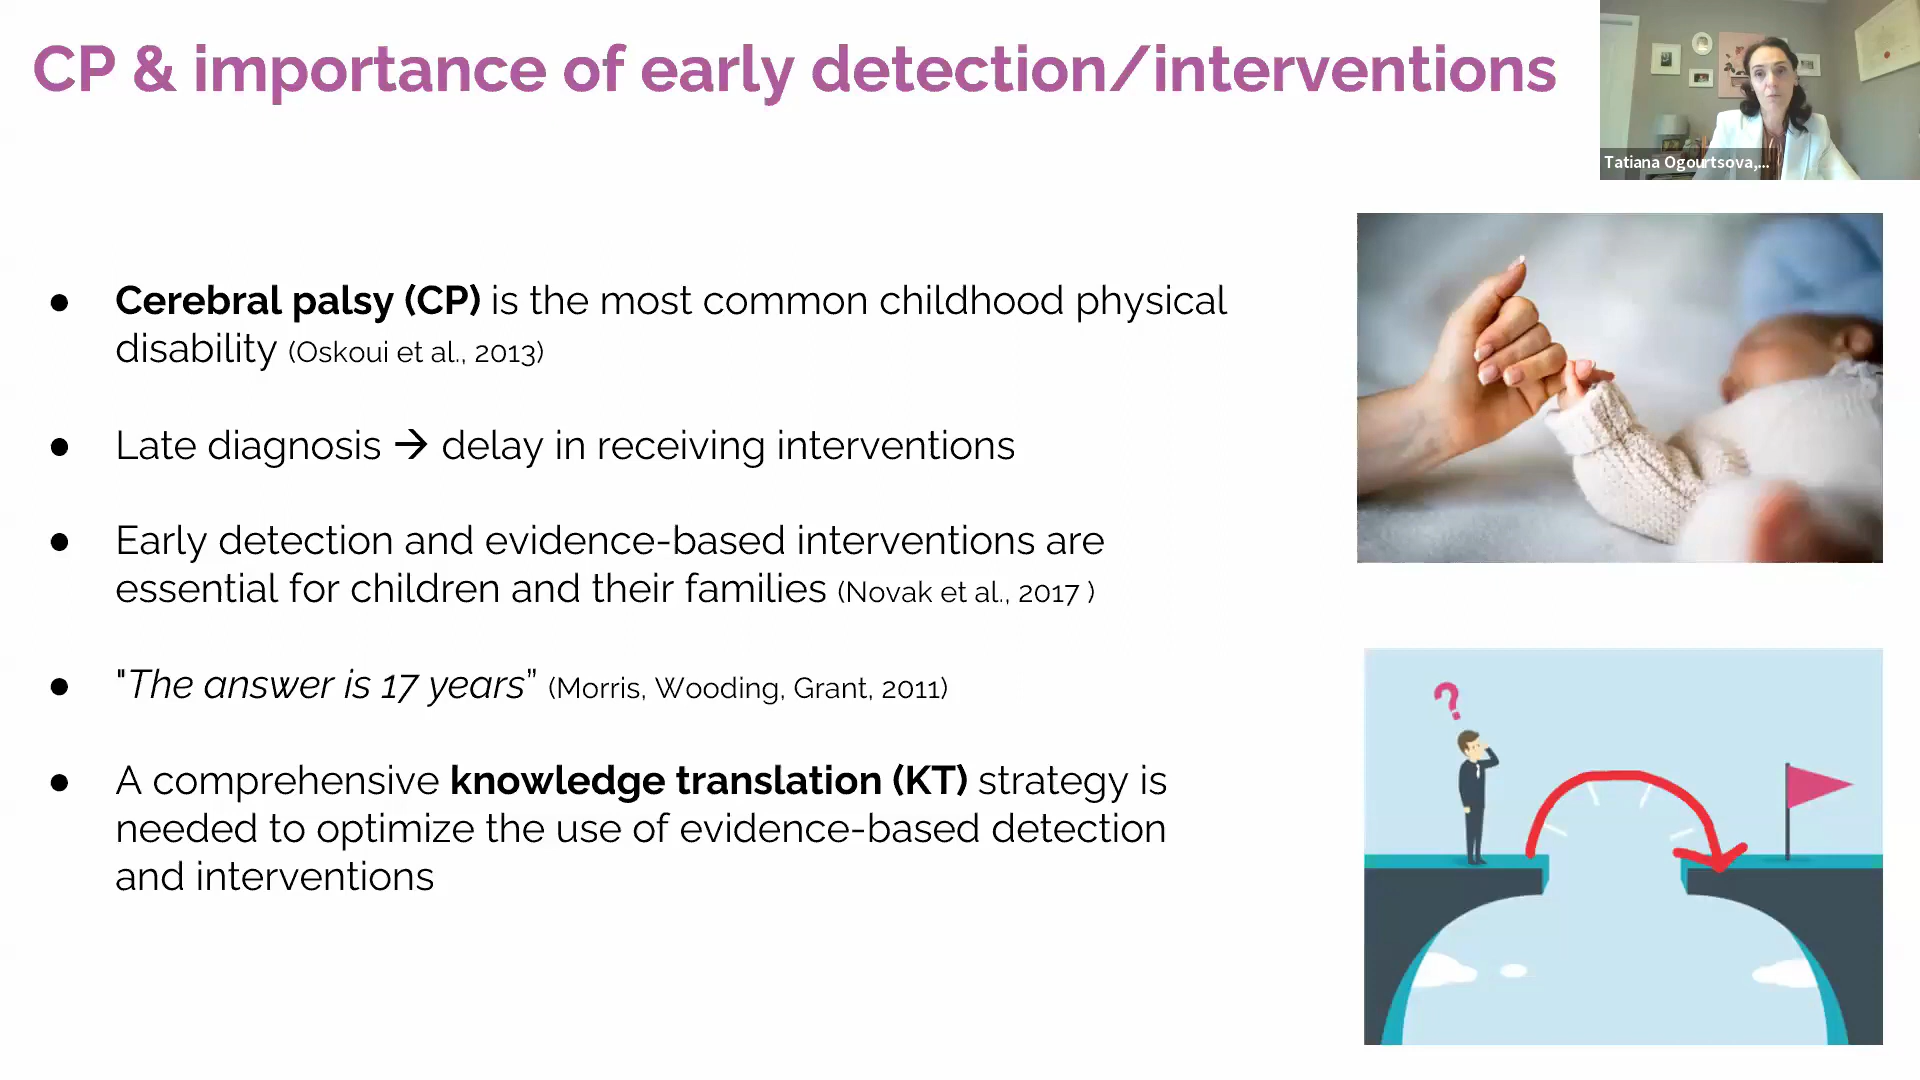 CP & importance of early detection/interventions
Tatiana Ogourtsova,...
● Cerebral palsy (CP) is the most common childhood physical
disability (Oskoui et al., 2013)
● Late diagnosis → delay in receiving interventions
● Early detection and evidence-based interventions are
essential for children and their families (Novak et al., 2017 )
● "The answer is 17 years” (Morris, Wooding, Grant, 2011)
● A comprehensive knowledge translation (KT) strategy is
needed to optimize the use of evidence-based detection
and interventions
?